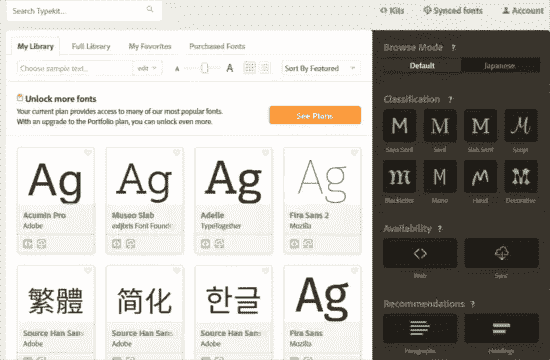 Search Typekit...
Kits
Synced fonts
Account
My Library
Full Library
My Favorites
Purchased Fonts
Choose sample text...
edit
A
A
Sort By Featured
Unlock more fonts
Your current plan provides access to many of our most popular fonts.
With an upgrade to the Portfolio plan, you can unlock even more.
See Plans
Ag
Acumin Pro
Adobe
Ag
Museo Slab
exljbris Font Found
Ag
Adelle
TypeTogether
Ag
Fira Sans 2
Mozilla
繁體
Source Han Sans
Adobe
简化
Source Han Sans
Adobe
한글
Source Han Sans
Adobe
Ag
Fira Sans
Mozilla
Browse Mode ?
Default
Japanese
Classification ?
M
Sans Serif
M
Serif
M
Slab Serif
M
Script
m
Blackletter
M
Mono
M
Hand
M
Decorative
Availability ?
Web
Sync
Recommendations ?
Paragraphs
Headings